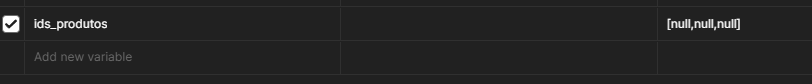 ids_produtos [null,null,null]
Add new variable